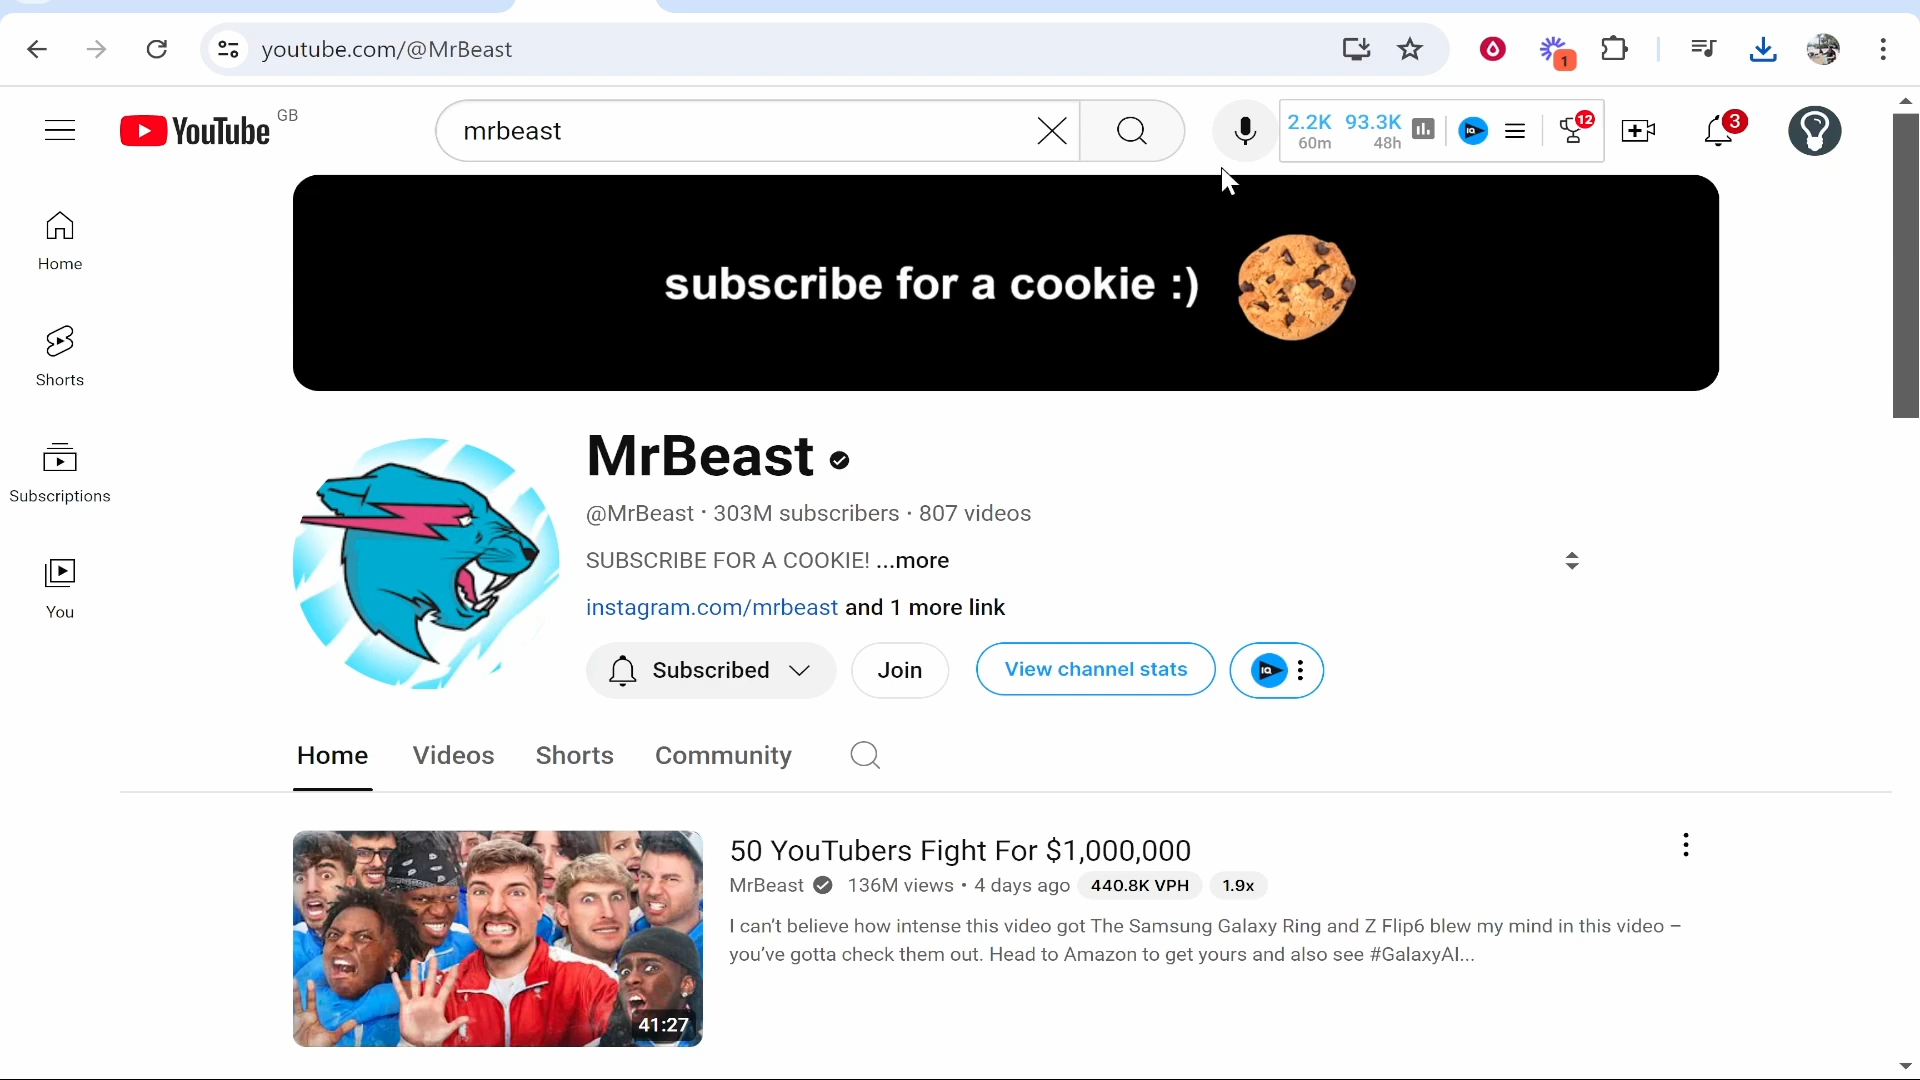 youtube.com/@MrBeast
1
YouTube GB
mrbeast
2.2K 93.3K
60m 48h
IQ
12
3
subscribe for a cookie :)
Home
Shorts
Subscriptions
You
MrBeast
@MrBeast · 303M subscribers · 807 videos
SUBSCRIBE FOR A COOKIE! ...more
instagram.com/mrbeast and 1 more link
Subscribed Join View channel stats IQ
Home Videos Shorts Community
50 YouTubers Fight For $1,000,000
MrBeast 136M views • 4 days ago 440.8K VPH 1.9x
I can't believe how intense this video got The Samsung Galaxy Ring and Z Flip6 blew my mind in this video –
you've gotta check them out. Head to Amazon to get yours and also see #GalaxyAI...
41:27